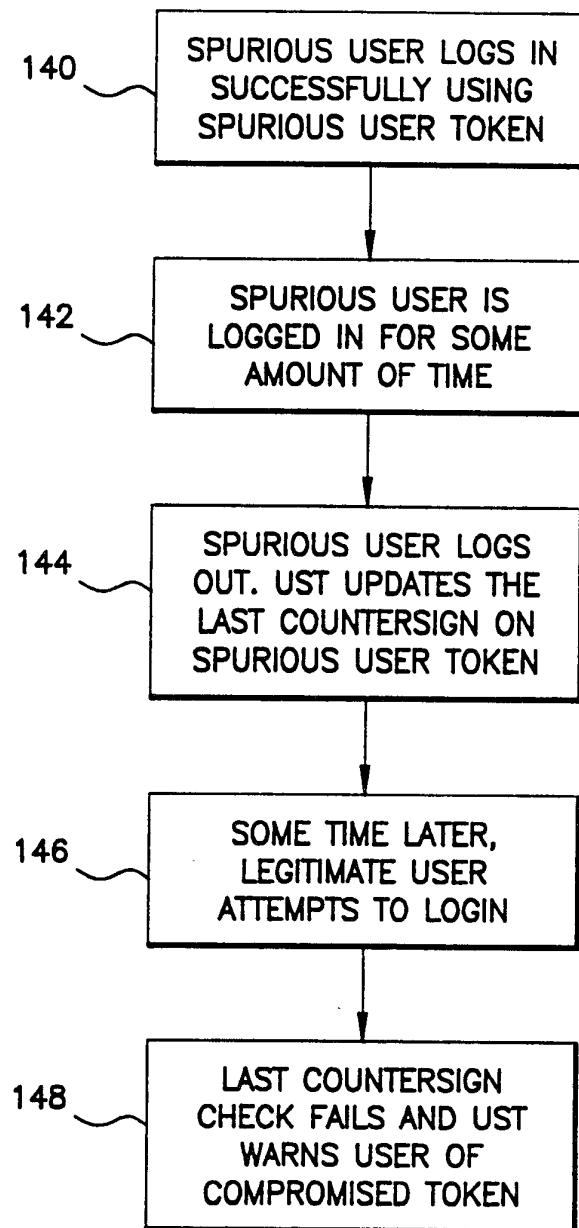 140
SPURIOUS USER LOGS IN
SUCCESSFULLY USING
SPURIOUS USER TOKEN
142
SPURIOUS USER IS
LOGGED IN FOR SOME
AMOUNT OF TIME
144
SPURIOUS USER LOGS
OUT. UST UPDATES THE
LAST COUNTERSIGN ON
SPURIOUS USER TOKEN
146
SOME TIME LATER,
LEGITIMATE USER
ATTEMPTS TO LOGIN
148
LAST COUNTERSIGN
CHECK FAILS AND UST
WARNS USER OF
COMPROMISED TOKEN